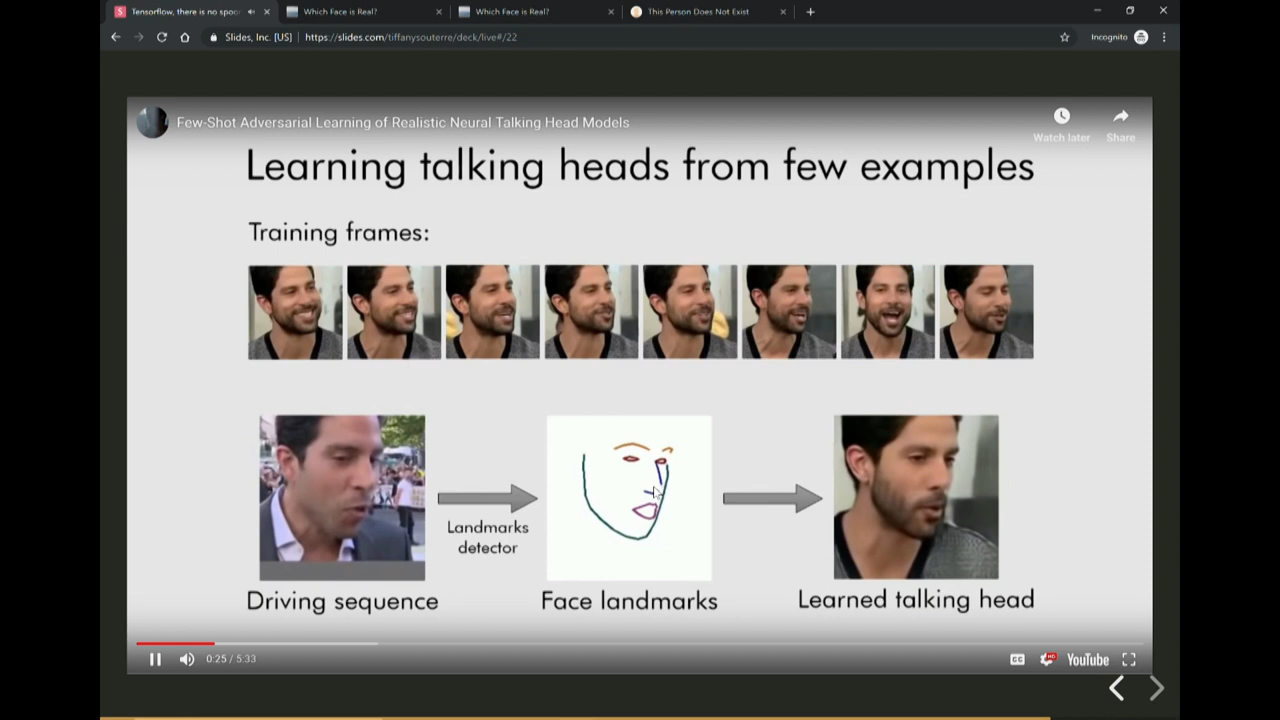 Tensorflow, there is no spoo
Which Face is Real?
Which Face is Real?
This Person Does Not Exist
Slides, Inc. [US]
https://slides.com/tiffanysouterre/deck/live#/22
Incognito
Few-Shot Adversarial Learning of Realistic Neural Talking Head Models
Watch later
Share
Learning talking heads from few examples
Training frames:
Landmarks
detector
Driving sequence
Face landmarks
Learned talking head
0:25 / 5:33
CC
HD
YouTube